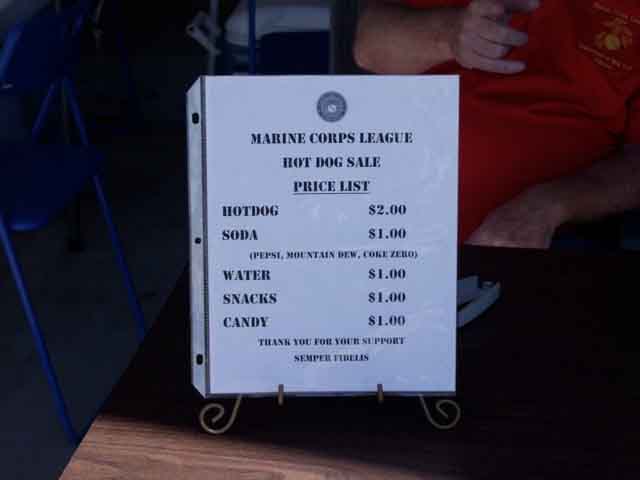 MARINE CORPS LEAGUE
HOT DOG SALE
PRICE LIST
HOTDOG $2.00
SODA $1.00
(PEPSI, MOUNTAIN DEW, COKE ZERO)
WATER $1.00
SNACKS $1.00
CANDY $1.00
THANK YOU FOR YOUR SUPPORT
SEMPER FIDELIS